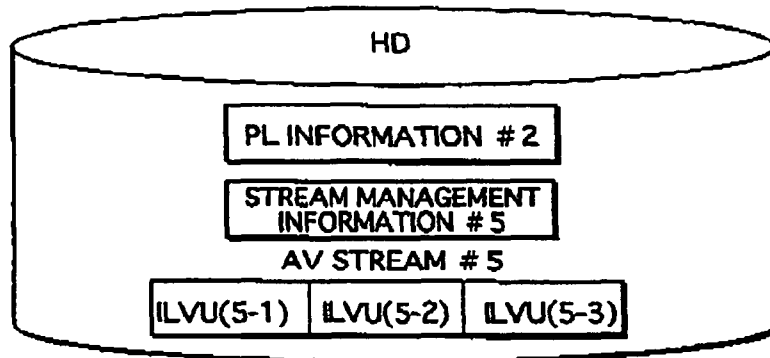 HD
PL INFORMATION #2
STREAM MANAGEMENT
INFORMATION #5
AV STREAM #5
ILVU(5-1) ILVU(5-2) ILVU(5-3)